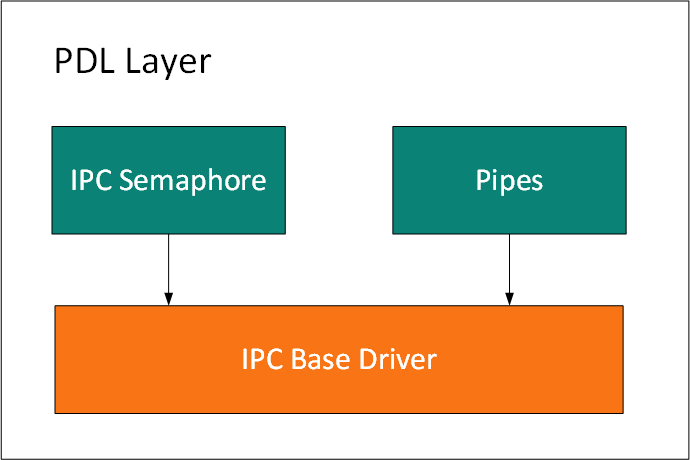 PDL Layer
IPC Semaphore
Pipes
IPC Base Driver